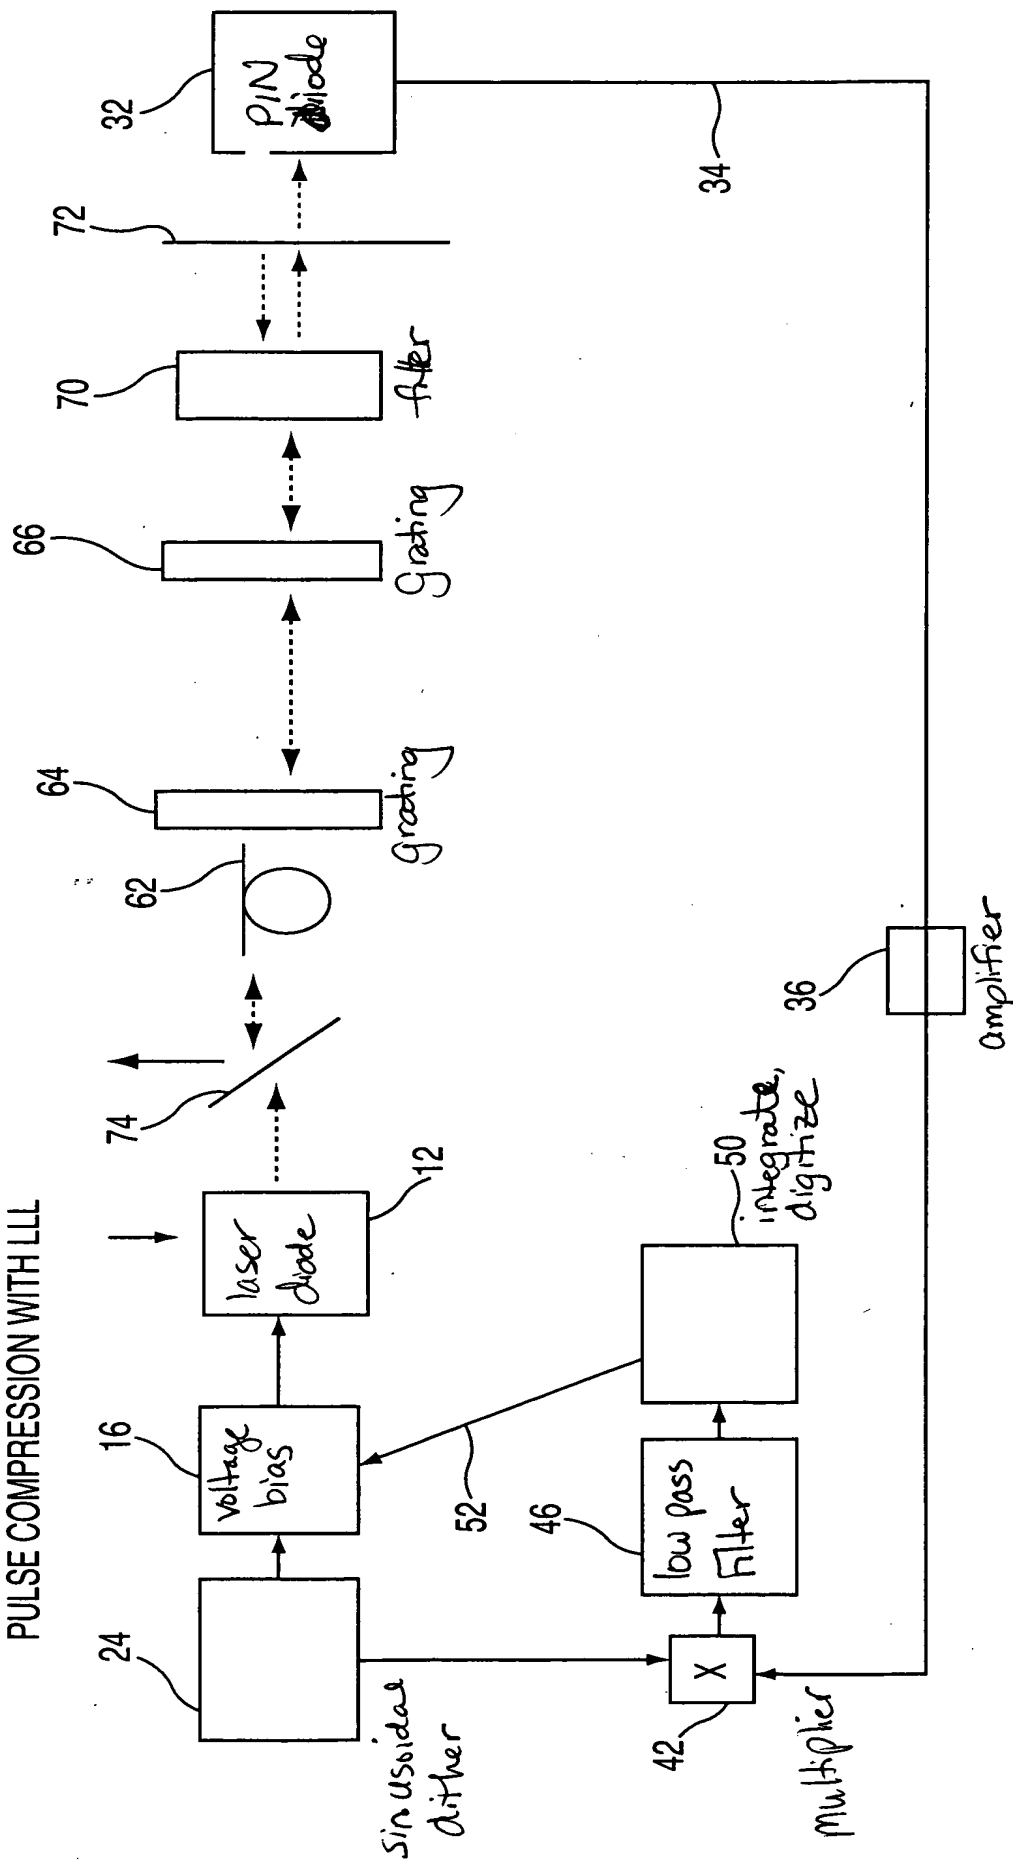 PULSE COMPRESSION WITH LLL
24
sinusoidal
dither
16
voltage
bias
laser
diode
12
74
62
64
Grating
66
Grating
70
filter
72
32
PIN
diode
34
36
amplifier
50
integrate,
digitize
52
46
low pass
Filter
X
42
Multiplier